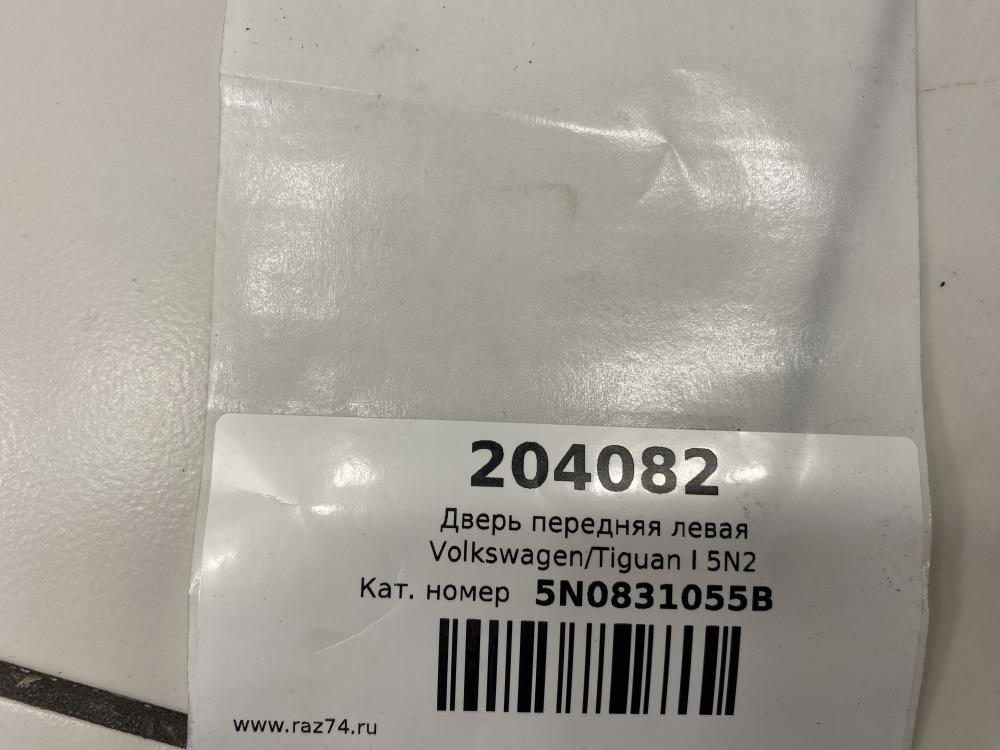 204082
Дверь передняя левая
Volkswagen/Tiguan I 5N2
Кат. номер 5N0831055B
www.raz74.ru